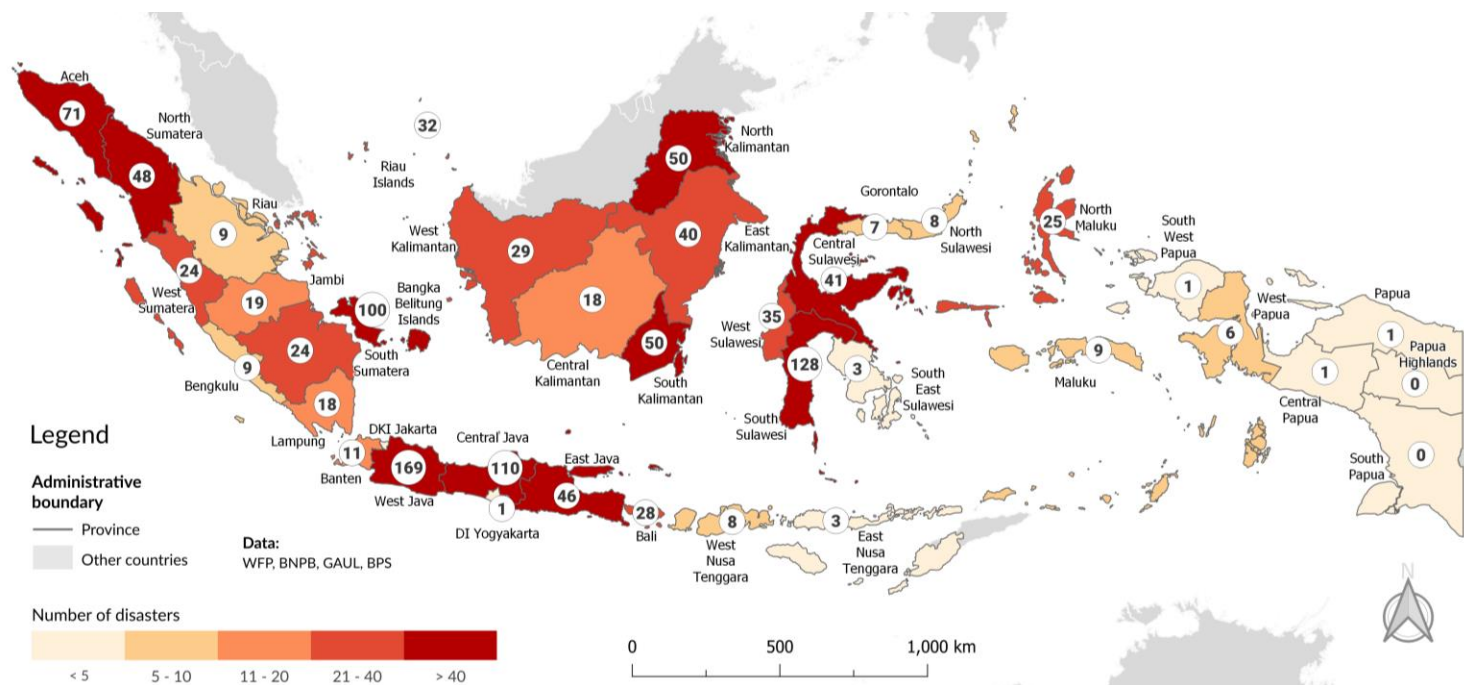 Aceh
71
North
Sumatera
48
32
Riau
Islands
Riau
9
24
West
Sumatera
Jambi
19
100
Bangka
Belitung
Islands
24
South
Sumatera
9
Bengkulu
18
Lampung
50
North
Kalimantan
West
Kalimantan
29
40
East
Kalimantan
18
Central
Kalimantan
50
South
Kalimantan
Gorontalo
7
8
North
Sulawesi
Central
Sulawesi
41
35
West
Sulawesi
128
South
Sulawesi
3
South
East
Sulawesi
25
North
Maluku
9
Maluku
South
West
Papua
1
West
Papua
6
Papua
1
Papua
Highlands
0
1
Central
Papua
0
South
Papua
DKI Jakarta
11
Banten
169
West Java
Central Java
110
1
DI Yogyakarta
East Java
46
28
Bali
8
West
Nusa
Tenggara
3
East
Nusa
Tenggara
Legend
Administrative
boundary
Province
Other countries
Data:
WFP, BNPB, GAUL, BPS
Number of disasters
< 5 5 - 10 11 - 20 21 - 40 > 40
0 500 1,000 km
N